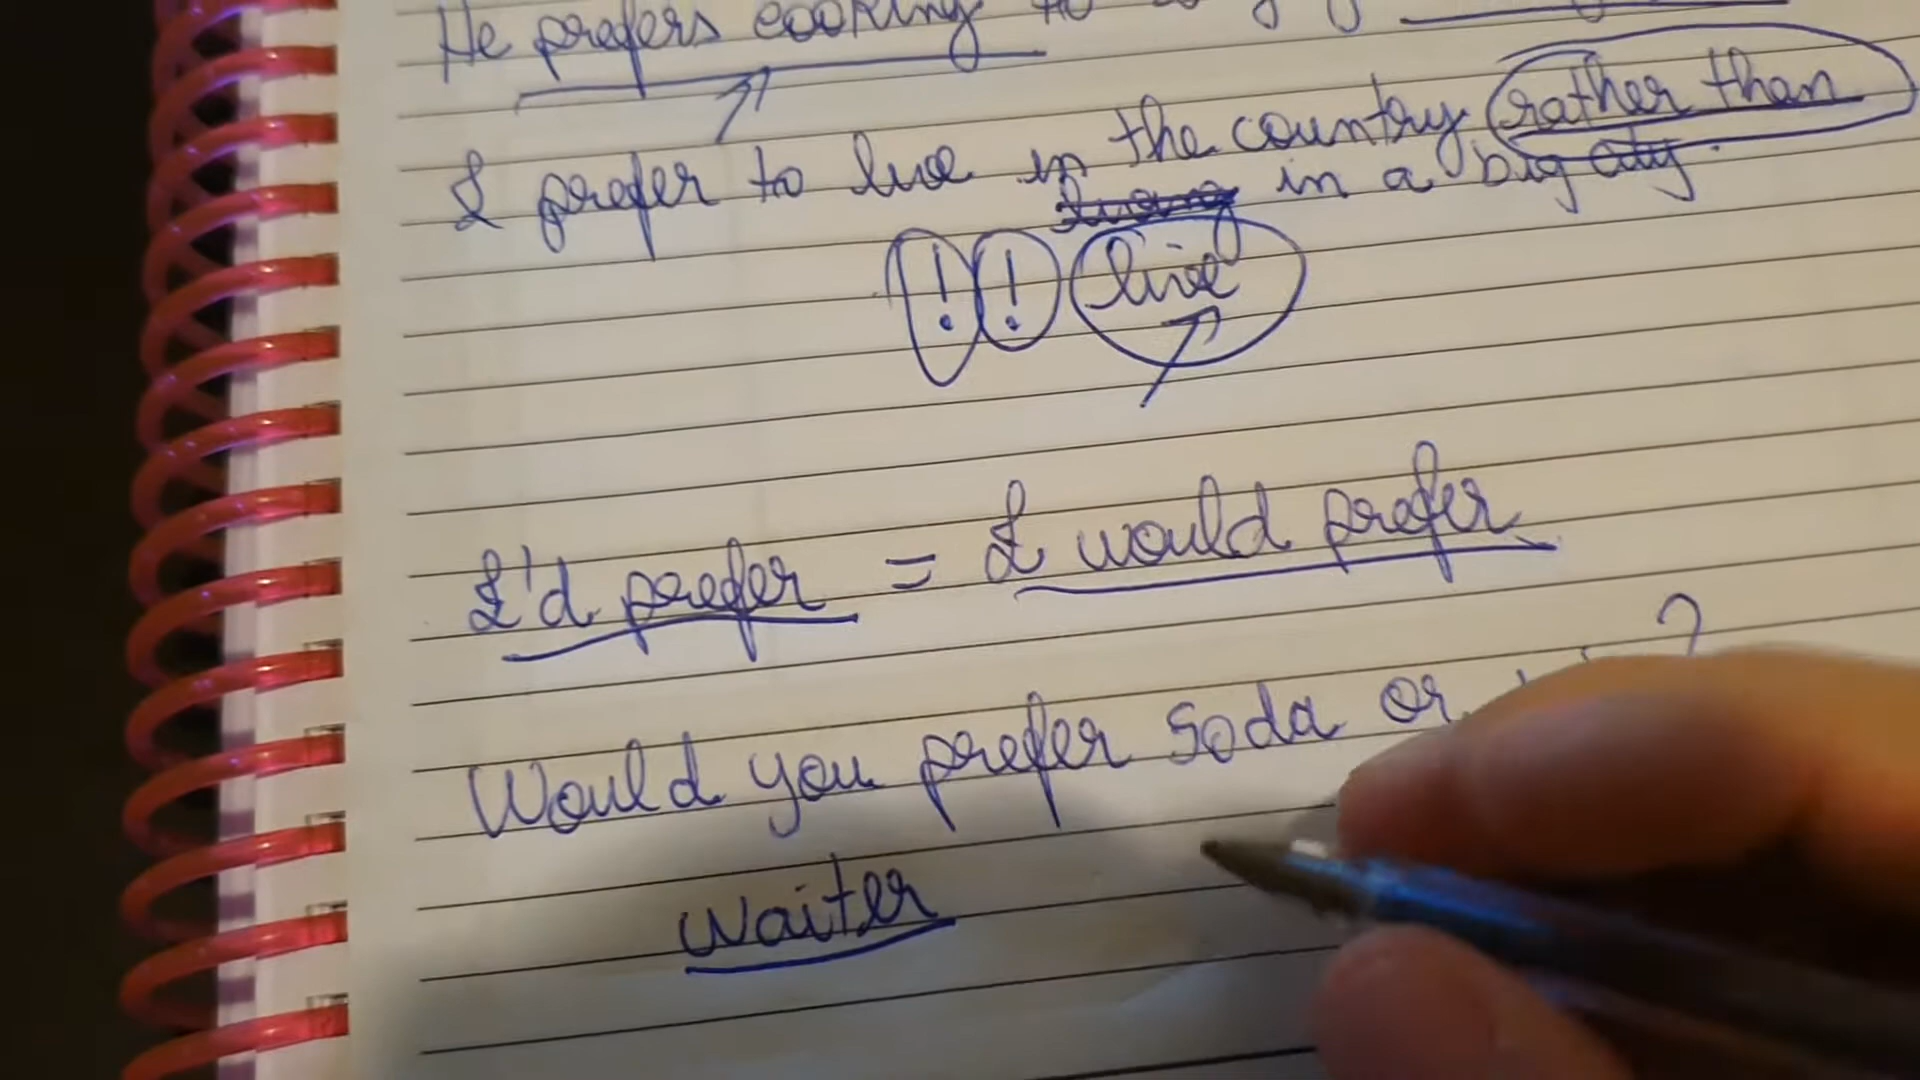 He prefers cooking to
I prefer to live in the country rather than
living in a big city.
! ! live
I'd prefer = I would prefer
Would you prefer soda or ?
waiter